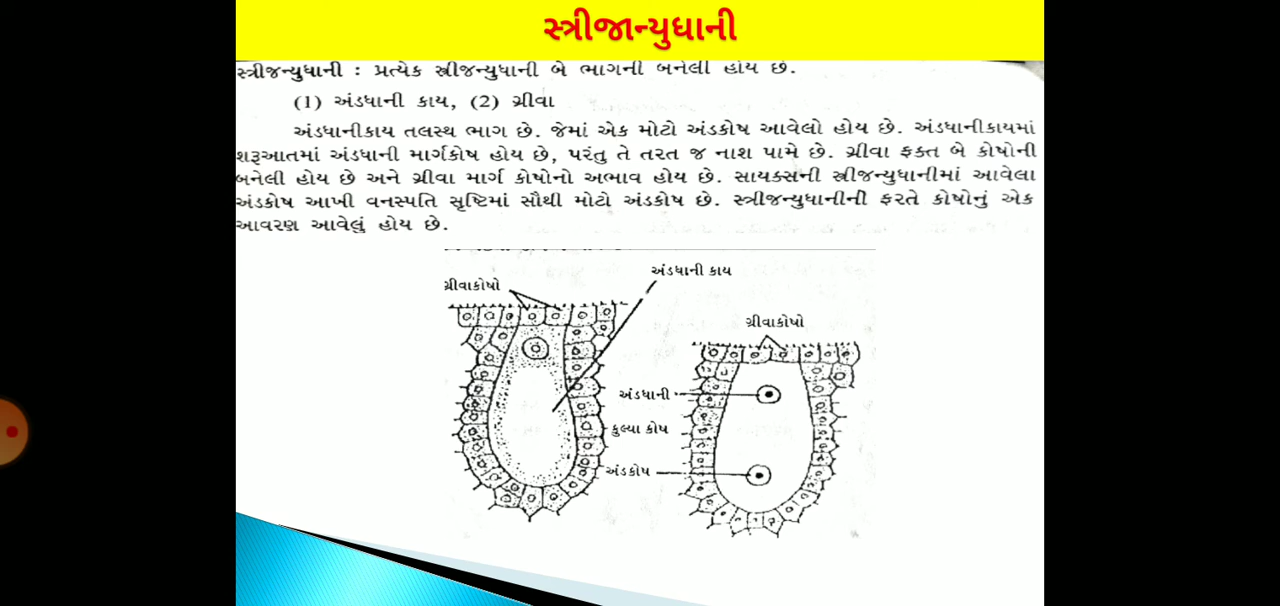 સ્ત્રીજાન્યુધાની
સ્ત્રીજન્યુધાની : પ્રત્યેક સ્રીજન્યુધાની બે ભાગની બનેલી હોય છે.
(1) અંડધાની કાય, (2) ગ્રીવા
અંડધાનીકાય તલસ્થ ભાગ છે. જેમાં એક મોટો અંડકોષ આવેલો હોય છે. અંડધાનીકાયમાં
શરૂઆતમાં અંડધાની માર્ગકોષ હોય છે, પરંતુ તે તરત જ નાશ પામે છે. ગ્રીવા ફક્ત બે કોષોની
બનેલી હોય છે અને ગ્રીવા માર્ગ કોષોનો અભાવ હોય છે. સાયક્સની સ્ત્રીજન્યુધાનીમાં આવેલા
અંડકોષ આખી વનસ્પતિ સૃષ્ટિમાં સૌથી મોટો અંડકોષ છે. સ્ત્રીજન્યુધાનીની ફરતે કોષોનું એક
આવરણ આવેલું હોય છે.
અંડધાની કાય
ગ્રીવાકોષો
ગ્રીવાકોષો
અંડધાની
કુલ્યા કોષ
અંડકોષ